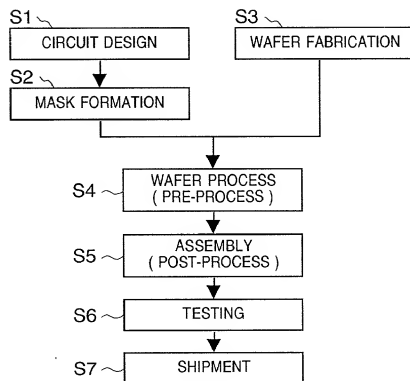 S1
CIRCUIT DESIGN
S3
WAFER FABRICATION
S2
MASK FORMATION
S4
WAFER PROCESS
( PRE-PROCESS )
S5
ASSEMBLY
( POST-PROCESS )
S6
TESTING
S7
SHIPMENT